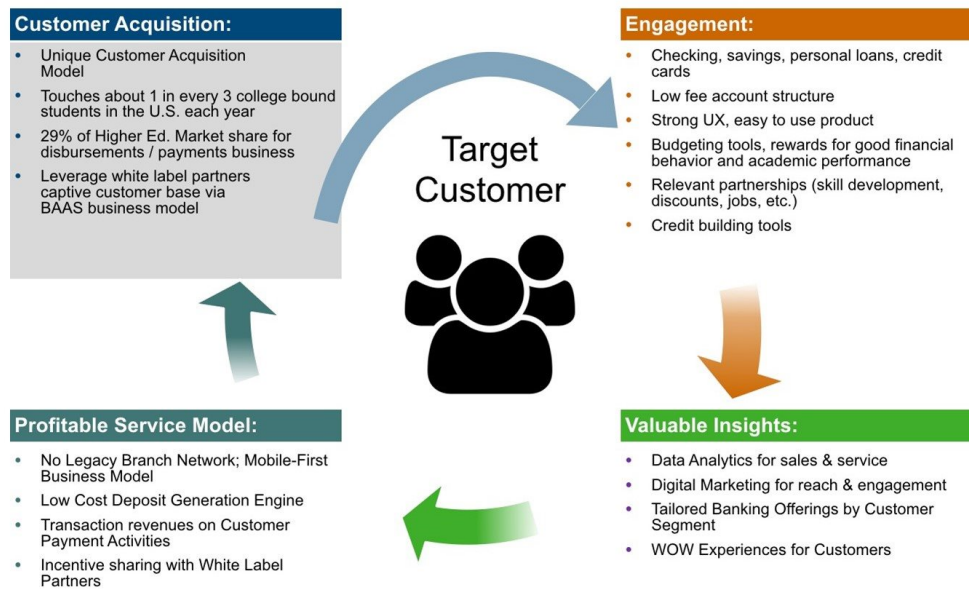 Customer Acquisition:
• Unique Customer Acquisition
Model
• Touches about 1 in every 3 college bound
students in the U.S. each year
• 29% of Higher Ed. Market share for
disbursements / payments business
• Leverage white label partners
captive customer base via
BAAS business model
Target
Customer
Engagement:
• Checking, savings, personal loans, credit
cards
• Low fee account structure
• Strong UX, easy to use product
• Budgeting tools, rewards for good financial
behavior and academic performance
• Relevant partnerships (skill development,
discounts, jobs, etc.)
• Credit building tools
Profitable Service Model:
• No Legacy Branch Network; Mobile-First
Business Model
• Low Cost Deposit Generation Engine
• Transaction revenues on Customer
Payment Activities
• Incentive sharing with White Label
Partners
Valuable Insights:
• Data Analytics for sales & service
• Digital Marketing for reach & engagement
• Tailored Banking Offerings by Customer
Segment
• WOW Experiences for Customers